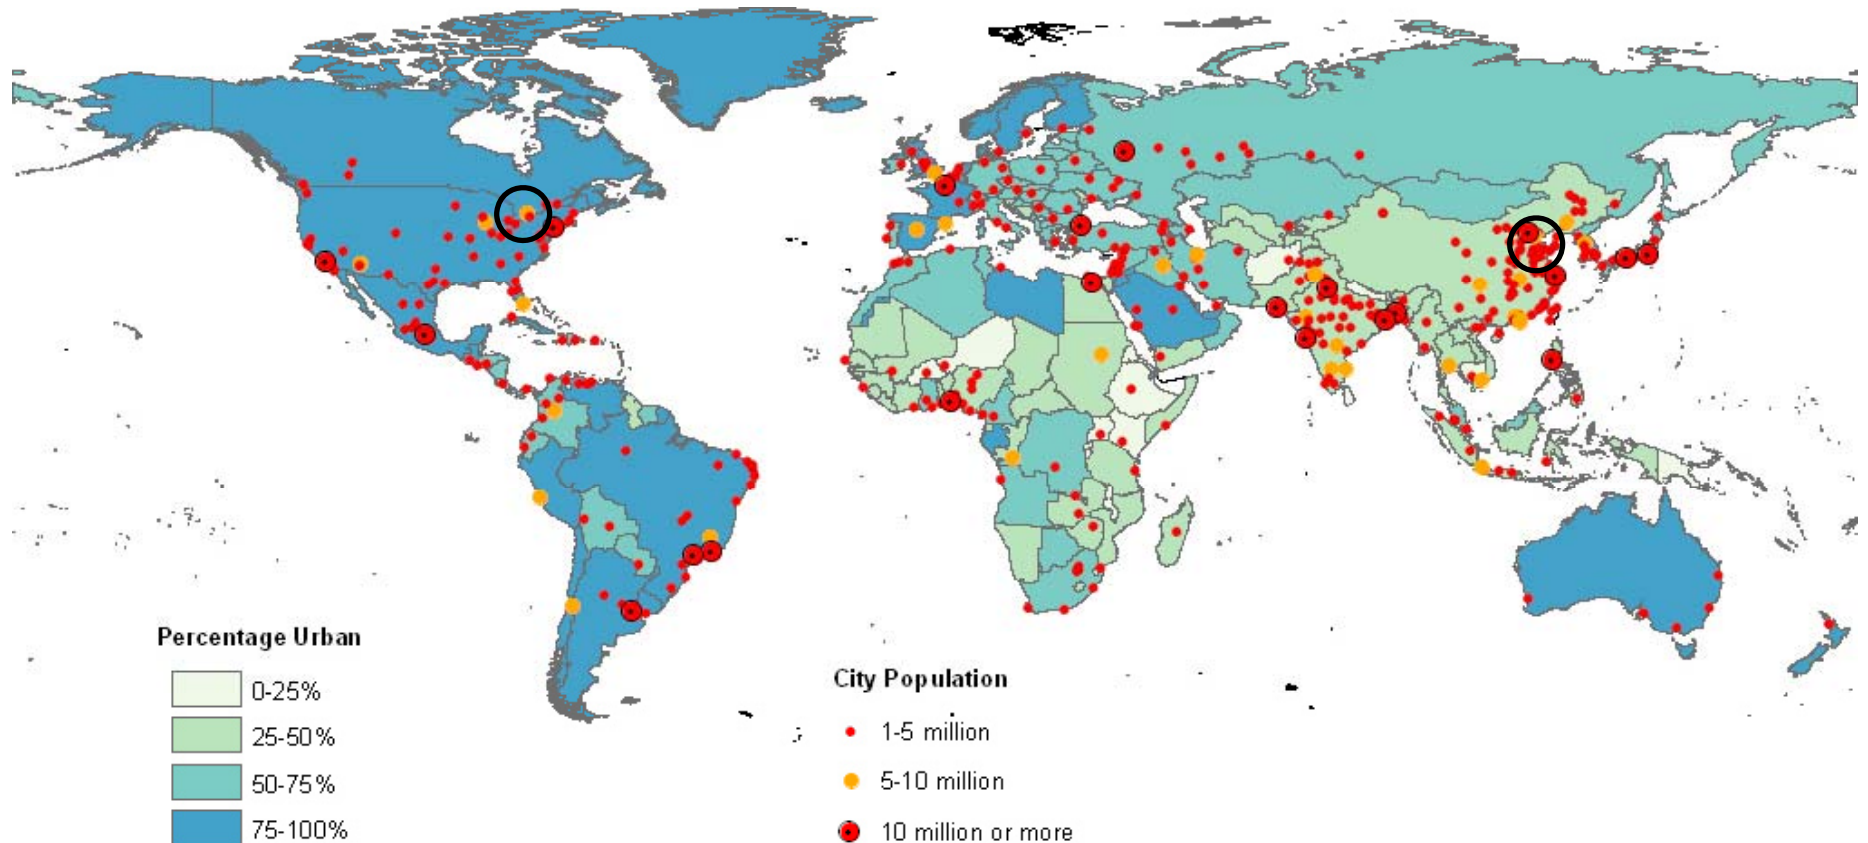 Percentage Urban
0-25%
25-50%
50-75%
75-100%
City Population
1-5 million
5-10 million
10 million or more